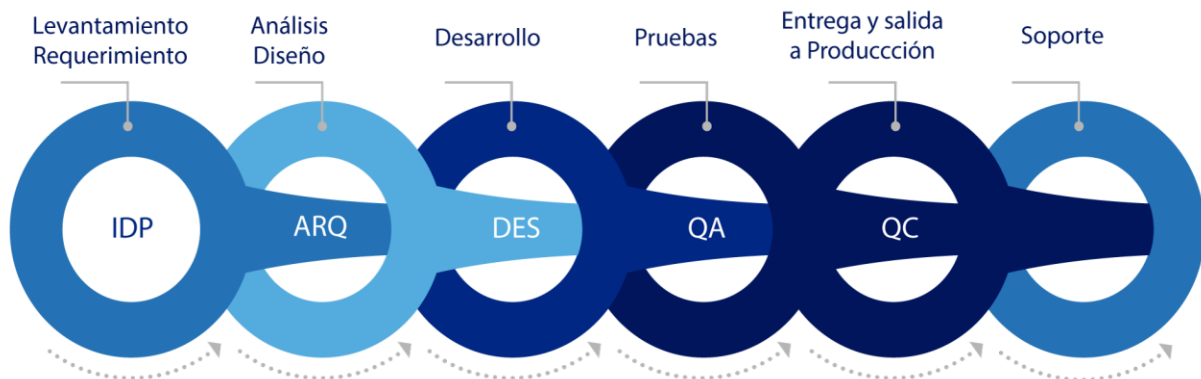 Levantamiento
Requerimiento
Análisis
Diseño
Desarrollo
Pruebas
Entrega y salida
a Produccción
Soporte
IDP
ARQ
DES
QA
QC